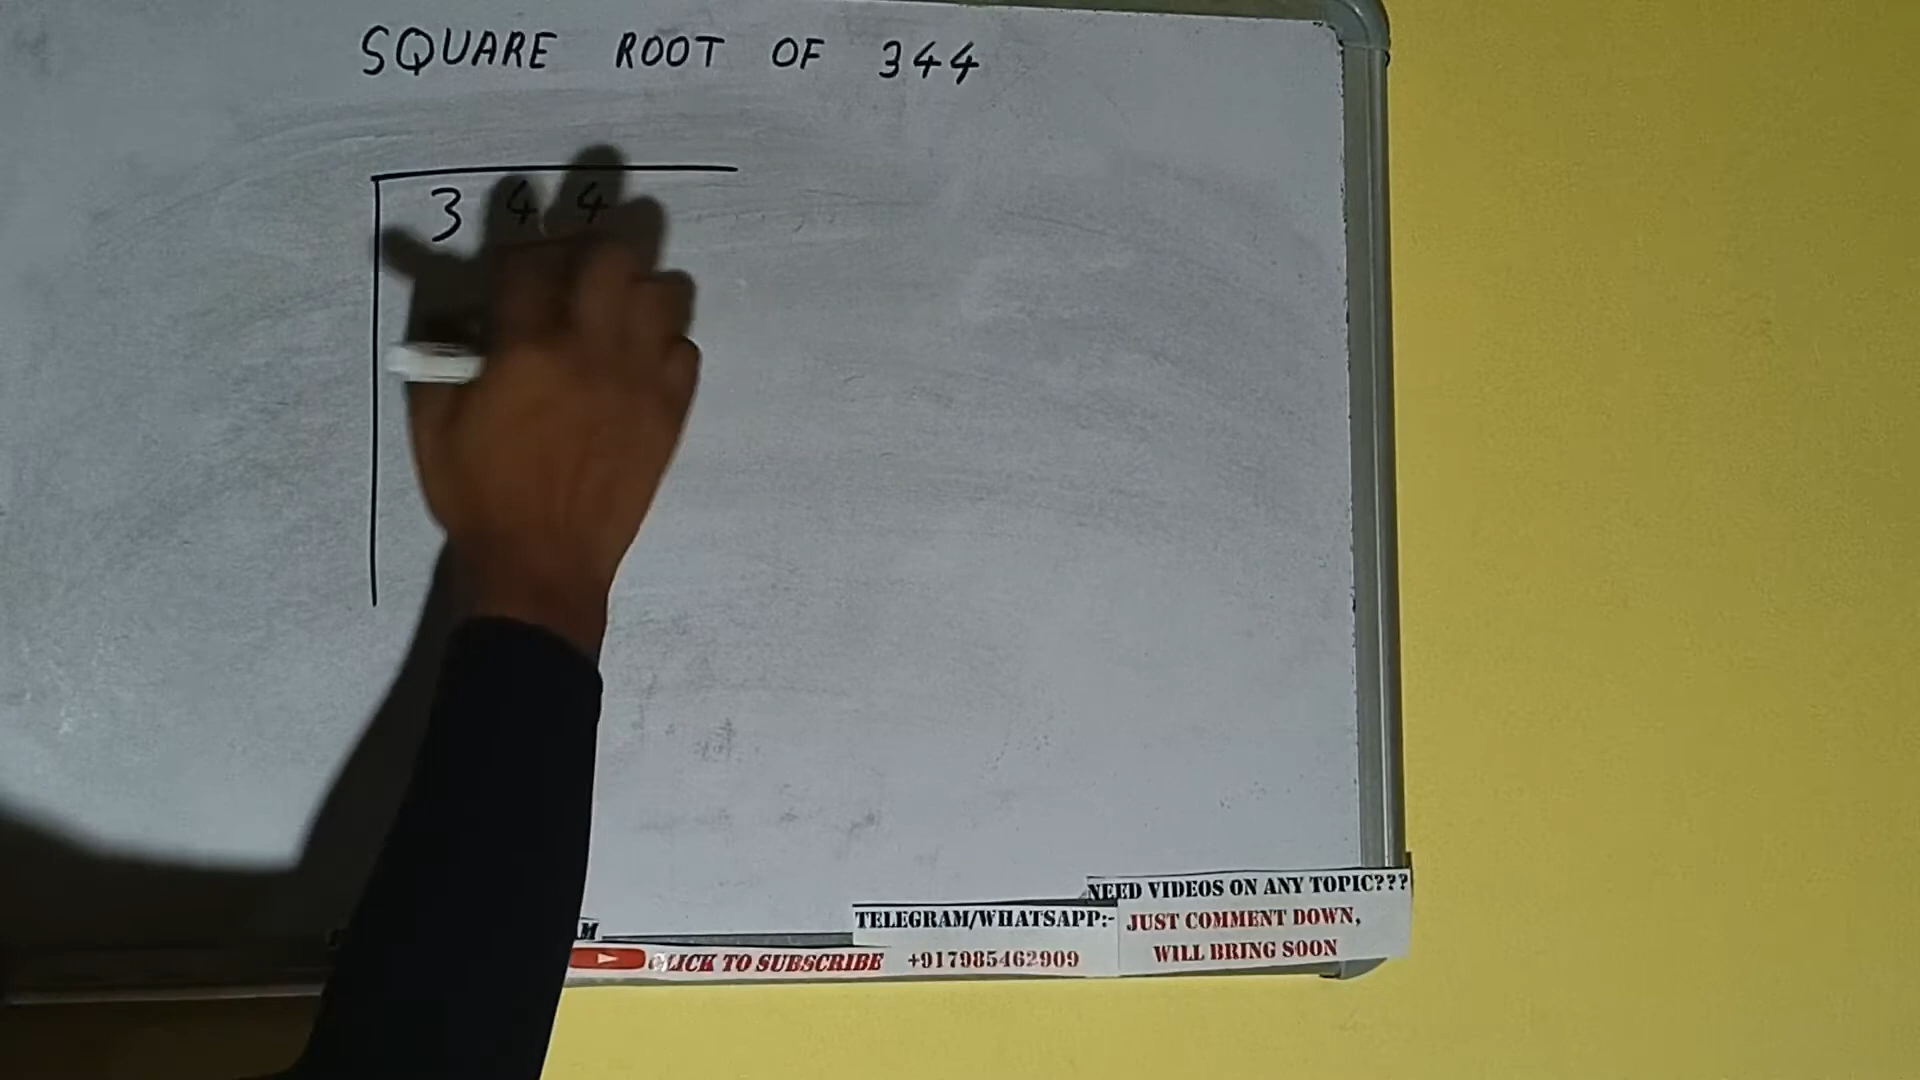 SQUARE ROOT OF 344
3 4 4
NEED VIDEOS ON ANY TOPIC???
TELEGRAM/WHATSAPP:- JUST COMMENT DOWN,
CLICK TO SUBSCRIBE +917985462909 WILL BRING SOON